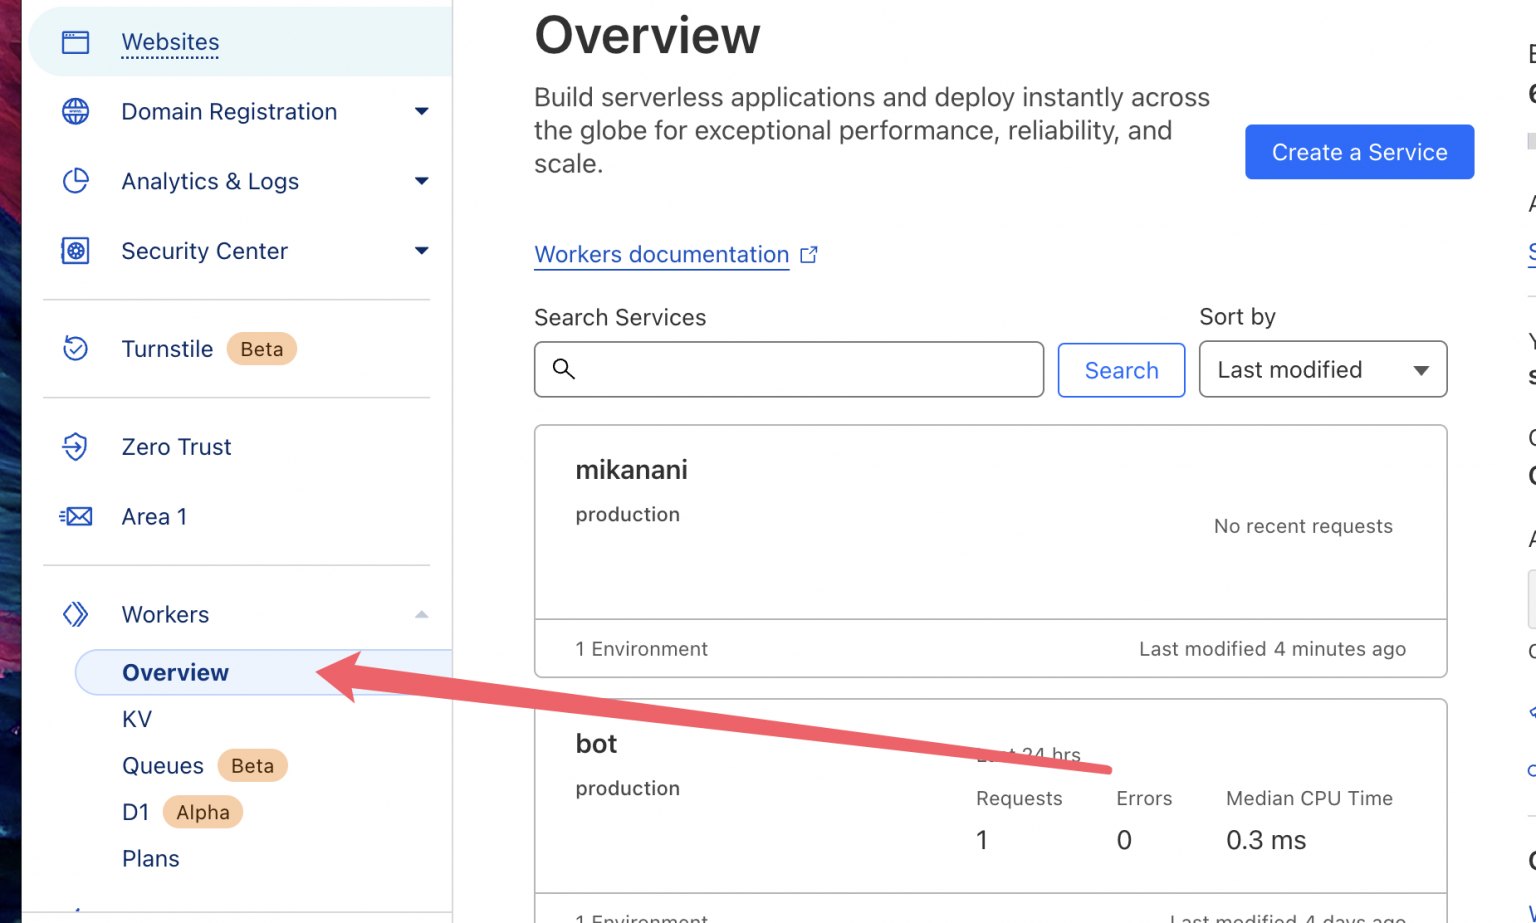 Websites
Domain Registration
Analytics & Logs
Security Center
Turnstile Beta
Zero Trust
Area 1
Workers
Overview
KV
Queues Beta
D1 Alpha
Plans
Overview
Build serverless applications and deploy instantly across
the globe for exceptional performance, reliability, and
scale.
Create a Service
Workers documentation
Search Services
Search
Sort by
Last modified
mikanani
production
No recent requests
1 Environment
Last modified 4 minutes ago
bot
production
Last 24 hrs
Requests
1
Errors
0
Median CPU Time
0.3 ms
1 Environment
Last modified 4 days ago